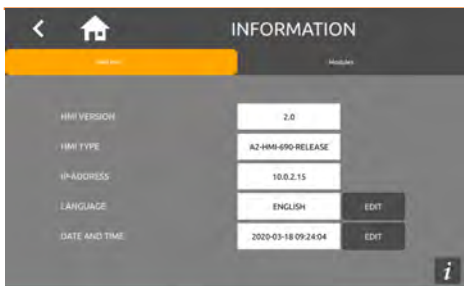 INFORMATION
Modules
HMI VERSION
2.0
HMI TYPE
A2-HMI-690-RELEASE
IP-ADDRESS
10.0.2.15
LANGUAGE
ENGLISH
EDIT
DATE AND TIME
2020-03-18 09:24:04
EDIT
i